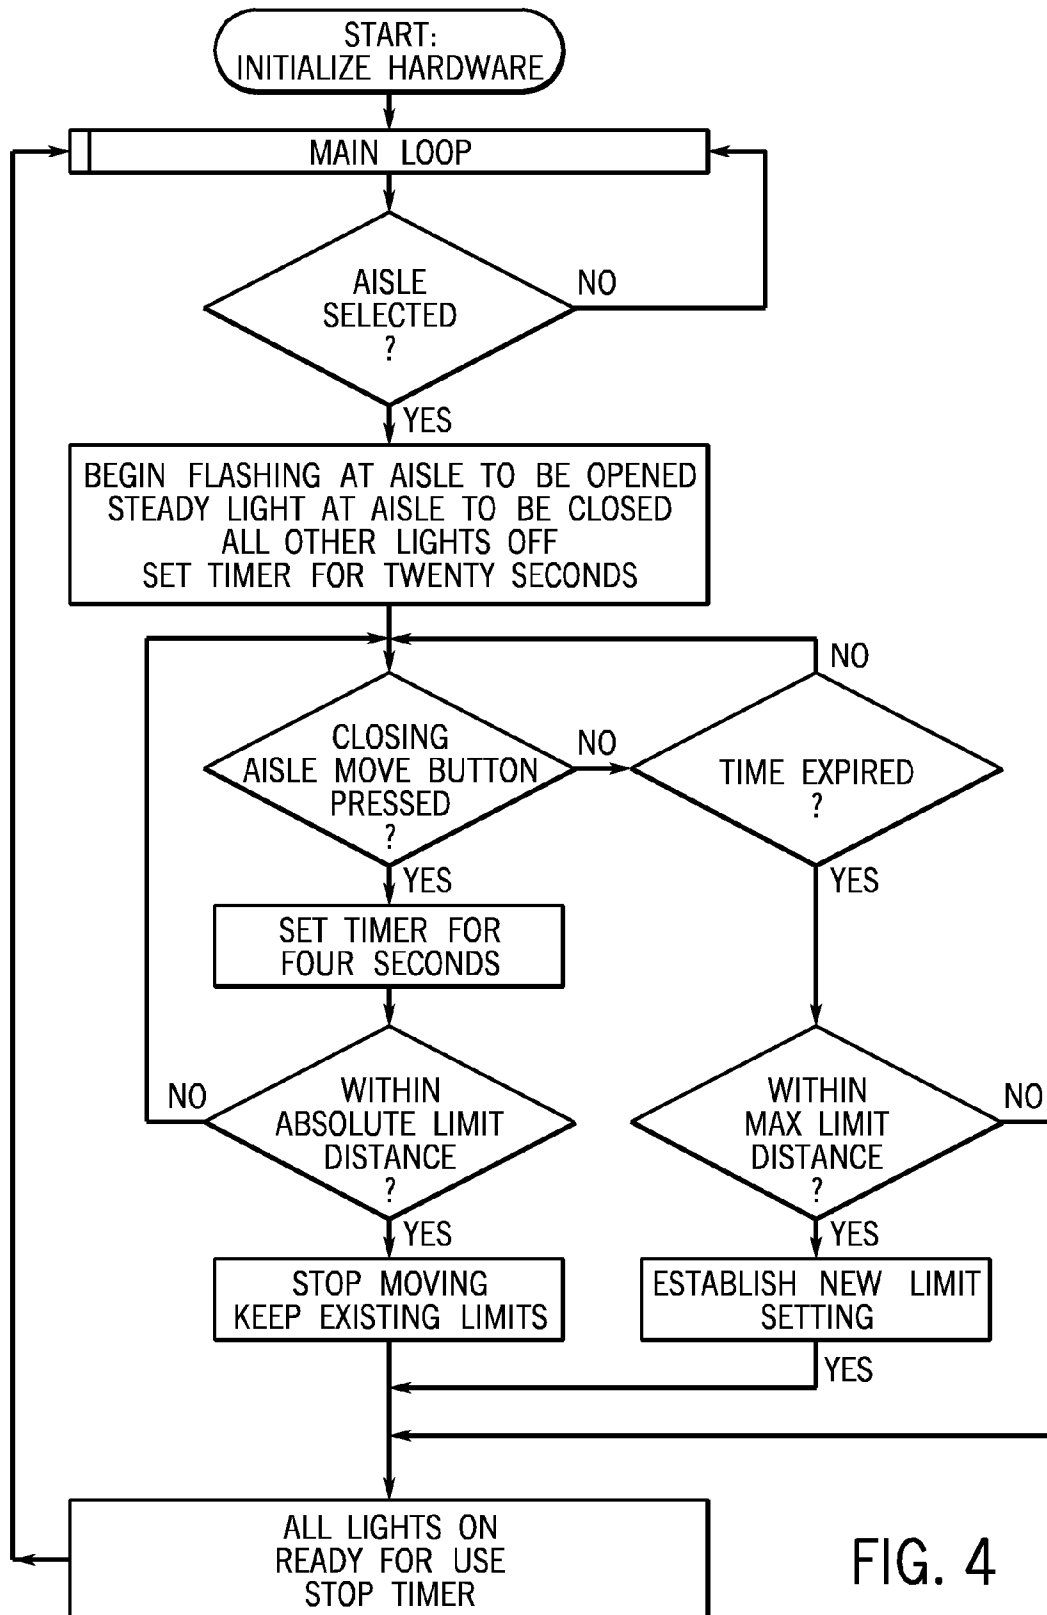 START:
INITIALIZE HARDWARE
MAIN LOOP
AISLE
SELECTED
?
NO
YES
BEGIN FLASHING AT AISLE TO BE OPENED
STEADY LIGHT AT AISLE TO BE CLOSED
ALL OTHER LIGHTS OFF
SET TIMER FOR TWENTY SECONDS
NO
CLOSING
AISLE MOVE BUTTON
PRESSED
?
NO
TIME EXPIRED
?
YES
YES
SET TIMER FOR
FOUR SECONDS
NO
WITHIN
ABSOLUTE LIMIT
DISTANCE
?
WITHIN
MAX LIMIT
DISTANCE
?
NO
YES
YES
STOP MOVING
KEEP EXISTING LIMITS
ESTABLISH NEW LIMIT
SETTING
YES
ALL LIGHTS ON
READY FOR USE
STOP TIMER
FIG. 4